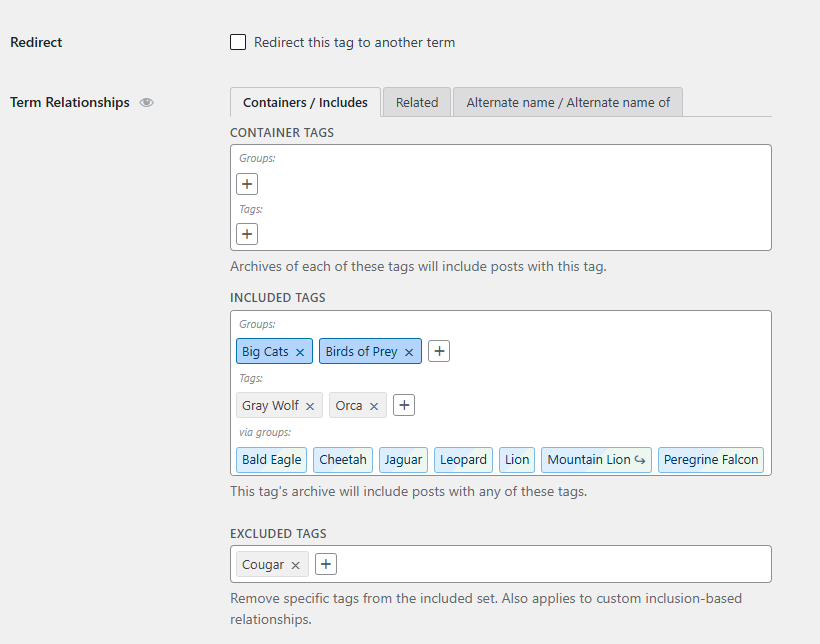 Redirect
Redirect this tag to another term
Term Relationships
Containers / Includes Related Alternate name / Alternate name of
CONTAINER TAGS
Groups:
+
Tags:
+
Archives of each of these tags will include posts with this tag.
INCLUDED TAGS
Groups:
Big Cats × Birds of Prey × +
Tags:
Gray Wolf × Orca × +
via groups:
Bald Eagle Cheetah Jaguar Leopard Lion Mountain Lion ↪ Peregrine Falcon
This tag's archive will include posts with any of these tags.
EXCLUDED TAGS
Cougar × +
Remove specific tags from the included set. Also applies to custom inclusion-based
relationships.